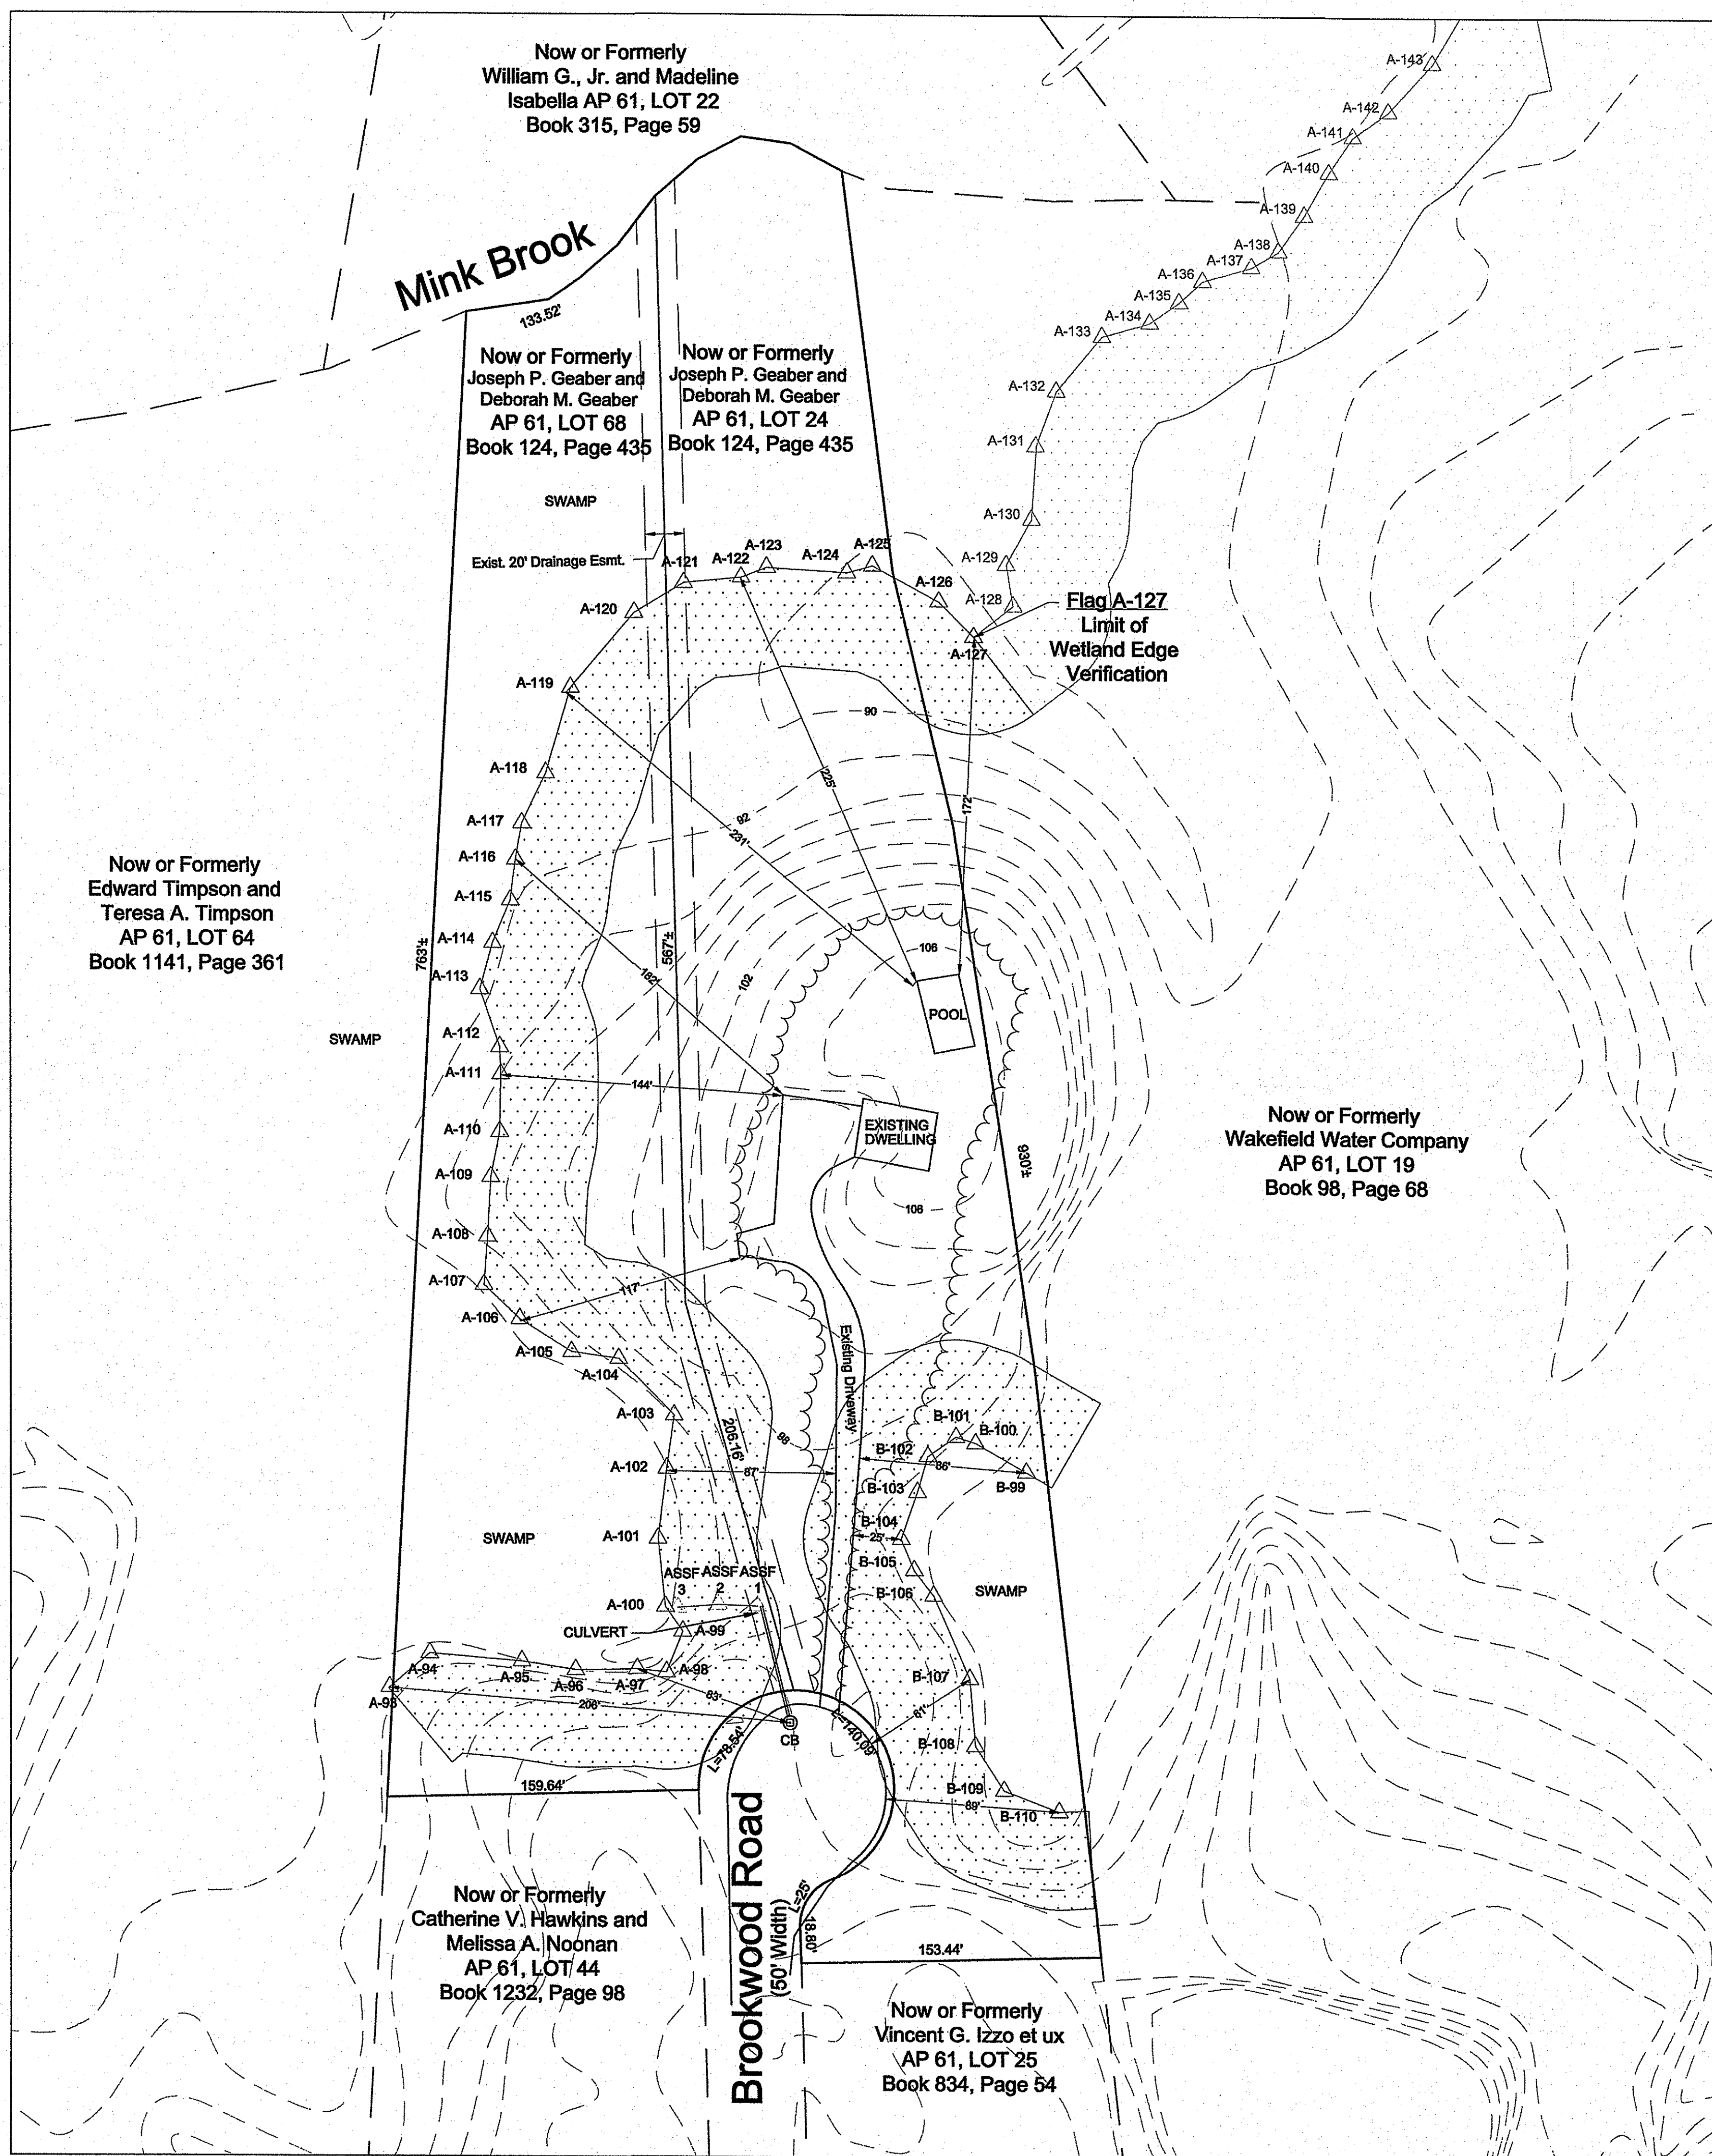 Now or Formerly
William G., Jr. and Madeline
Isabella AP 61, LOT 22
Book 315, Page 59
A-143
A-142
A-141
A-140
A-139
A-138
A-137
A-136
A-135
A-134
A-133
A-132
A-131
A-130
A-129
A-128
Mink Brook
133.52'
Now or Formerly
Joseph P. Geaber and
Deborah M. Geaber
AP 61, LOT 68
Book 124, Page 435
Now or Formerly
Joseph P. Geaber and
Deborah M. Geaber
AP 61, LOT 24
Book 124, Page 435
SWAMP
Exist. 20' Drainage Esmt.
A-121
A-122
A-123
A-124
A-125
A-126
A-127
Flag A-127
Limit of
Wetland Edge
Verification
A-120
A-119
A-118
A-117
A-116
A-115
A-114
A-113
A-112
A-111
A-110
A-109
A-108
A-107
A-106
A-105
A-104
A-103
A-102
A-101
A-100
90
92
225'
231'
172'
182'
102
106
144'
763'±
567'±
930'±
POOL
EXISTING
DWELLING
106
117'
Now or Formerly
Edward Timpson and
Teresa A. Timpson
AP 61, LOT 64
Book 1141, Page 361
SWAMP
Now or Formerly
Wakefield Water Company
AP 61, LOT 19
Book 98, Page 68
Existing Driveway
206.16'
98
87'
B-101
B-100
B-102
86'
B-99
B-103
B-104
25'
B-105
B-106
SWAMP
SWAMP
ASSF
3
ASSF
2
ASSF
1
CULVERT
A-99
A-98
A-97
A-96
A-95
A-94
A-93
206'
63'
CB
L=78.54'
L=140.09'
B-107
61'
B-108
B-109
89'
B-110
159.64'
Brookwood Road
(50' Width)
L=25'
18.80'
153.44'
Now or Formerly
Catherine V. Hawkins and
Melissa A. Noonan
AP 61, LOT 44
Book 1232, Page 98
Now or Formerly
Vincent G. Izzo et ux
AP 61, LOT 25
Book 834, Page 54